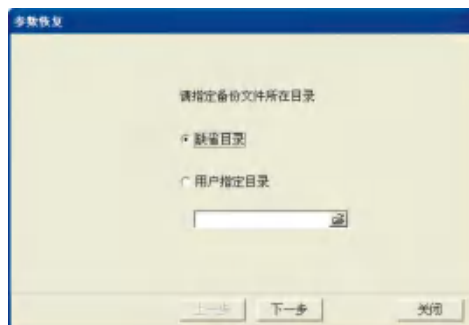 参数恢复
请指定备份文件所在目录
缺省目录
用户指定目录
上一步 下一步 关闭